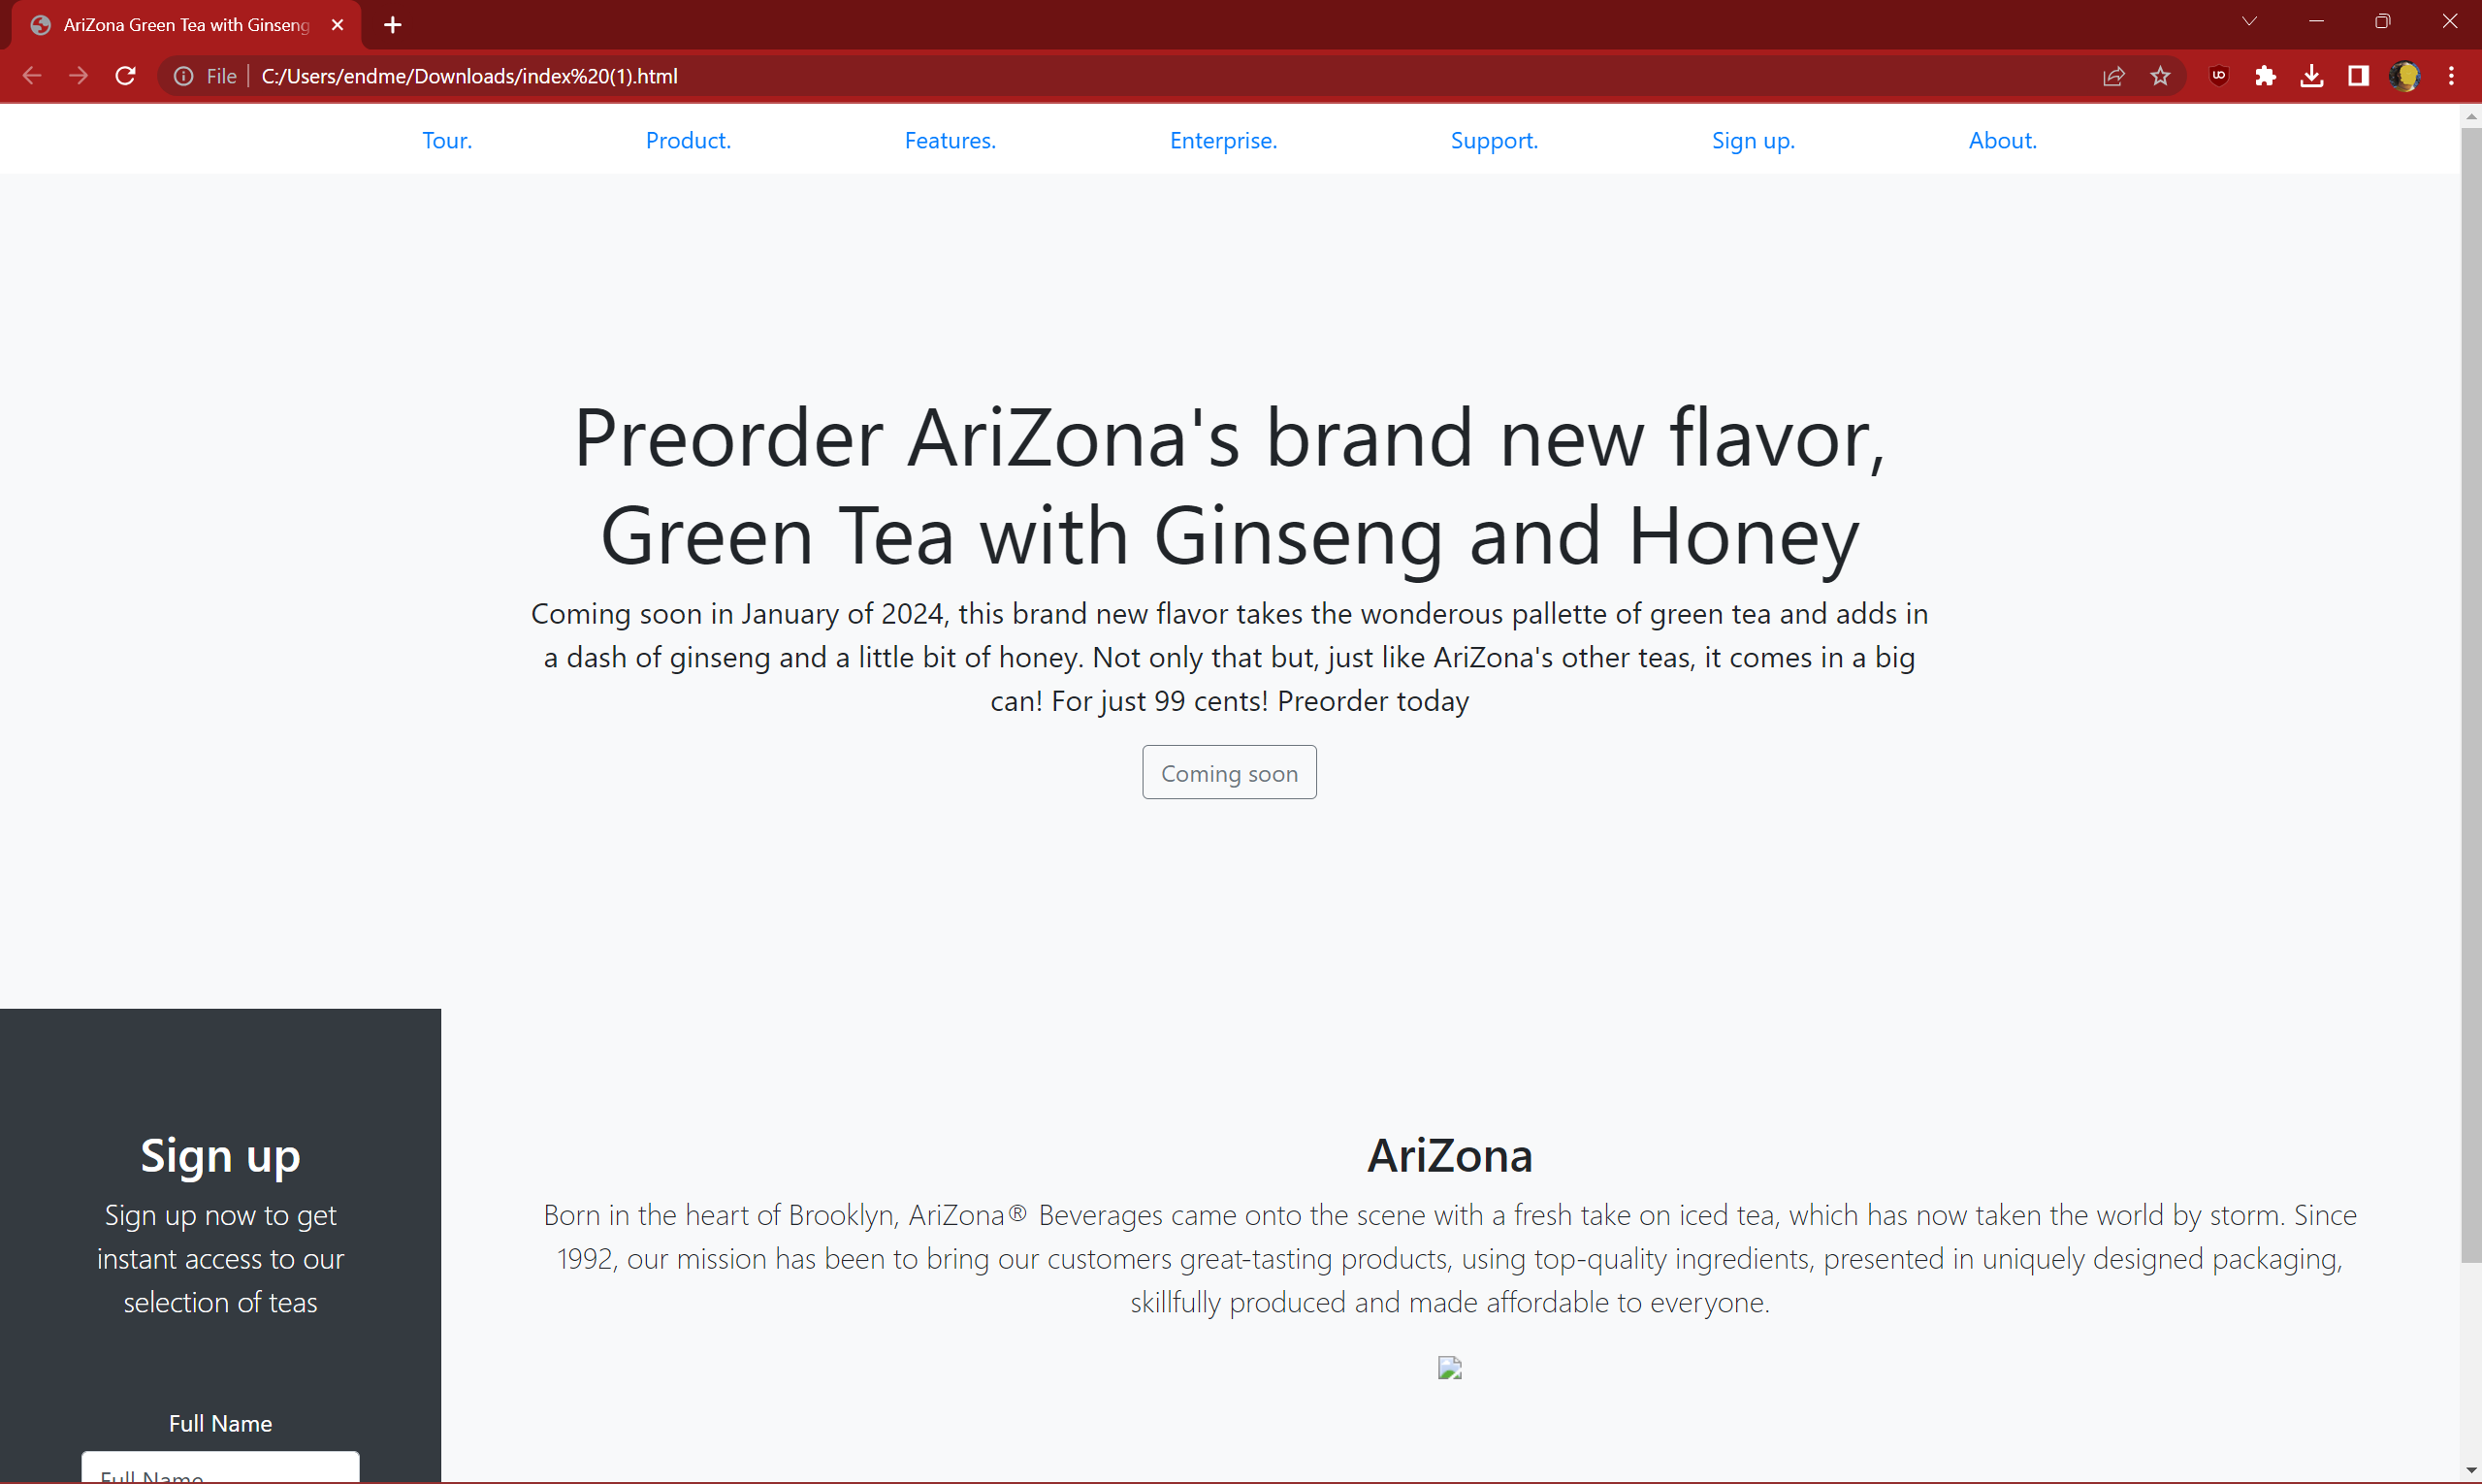 AriZona Green Tea with Ginseng
File C:/Users/endme/Downloads/index%20(1).html
Tour. Product. Features. Enterprise. Support. Sign up. About.
Preorder AriZona's brand new flavor,
Green Tea with Ginseng and Honey
Coming soon in January of 2024, this brand new flavor takes the wonderous pallette of green tea and adds in
a dash of ginseng and a little bit of honey. Not only that but, just like AriZona's other teas, it comes in a big
can! For just 99 cents! Preorder today
Coming soon
Sign up
Sign up now to get
instant access to our
selection of teas
Full Name
Full Name
AriZona
Born in the heart of Brooklyn, AriZona® Beverages came onto the scene with a fresh take on iced tea, which has now taken the world by storm. Since
1992, our mission has been to bring our customers great-tasting products, using top-quality ingredients, presented in uniquely designed packaging,
skillfully produced and made affordable to everyone.